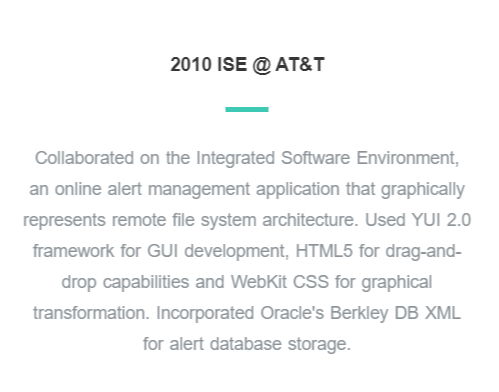 2010 ISE @ AT&T
Collaborated on the Integrated Software Environment,
an online alert management application that graphically
represents remote file system architecture. Used YUI 2.0
framework for GUI development, HTML5 for drag-and-
drop capabilities and WebKit CSS for graphical
transformation. Incorporated Oracle's Berkley DB XML
for alert database storage.